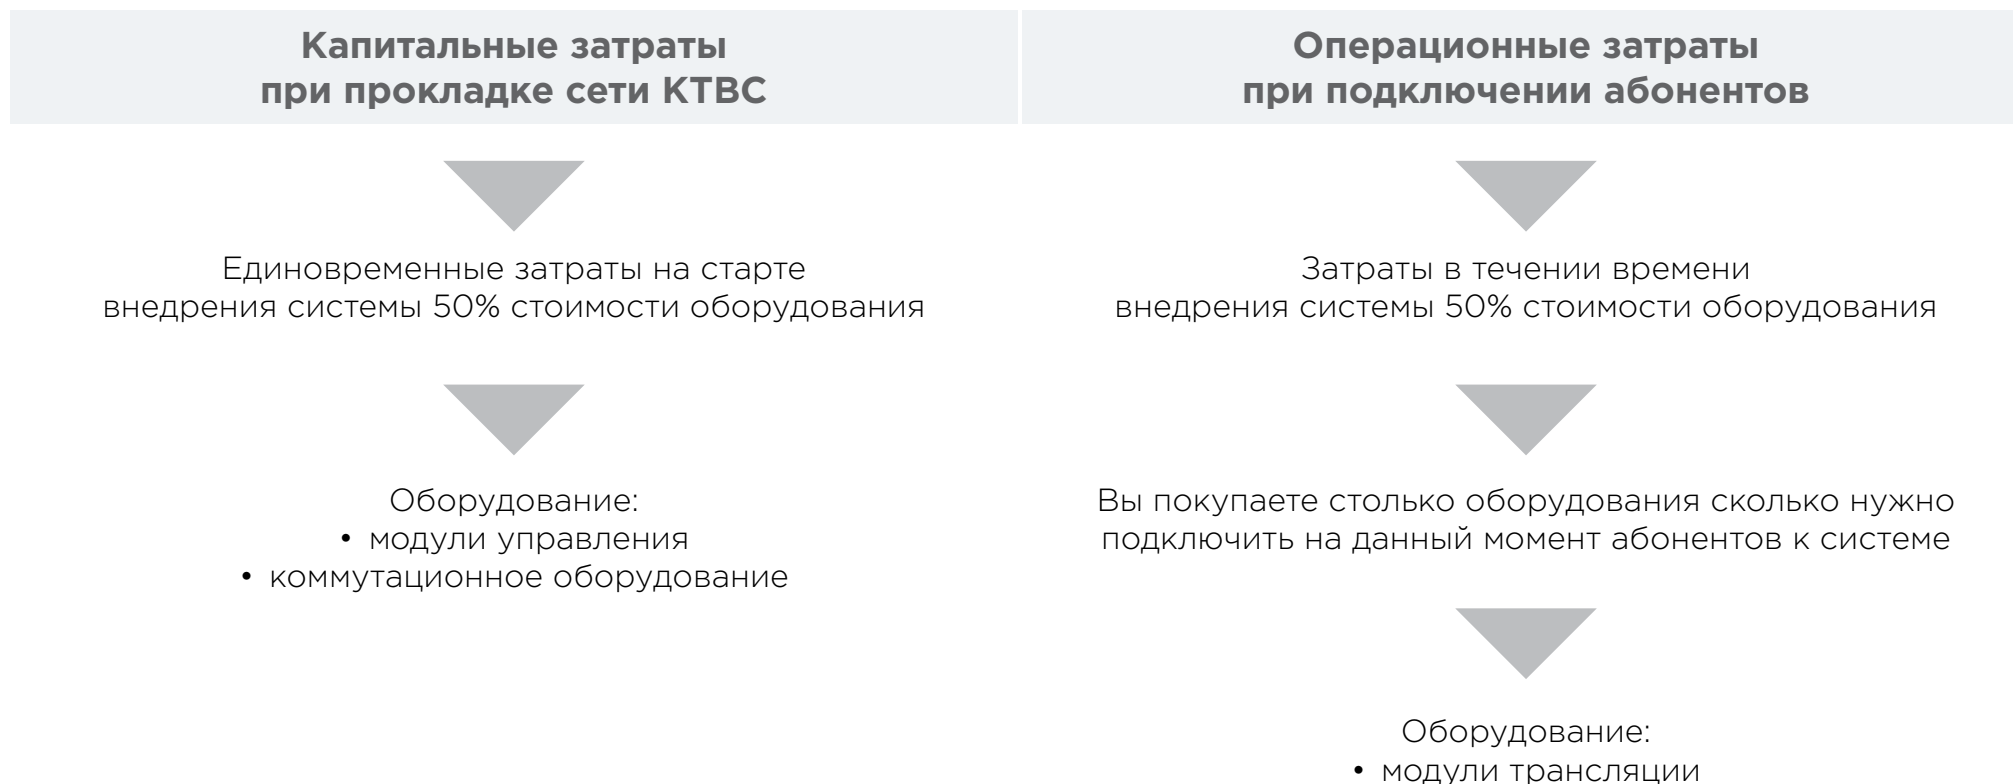 Капитальные затраты
при прокладке сети КТВС
Единовременные затраты на старте
внедрения системы 50% стоимости оборудования
Оборудование:
• модули управления
• коммутационное оборудование
Операционные затраты
при подключении абонентов
Затраты в течении времени
внедрения системы 50% стоимости оборудования
Вы покупаете столько оборудования сколько нужно
подключить на данный момент абонентов к системе
Оборудование:
• модули трансляции